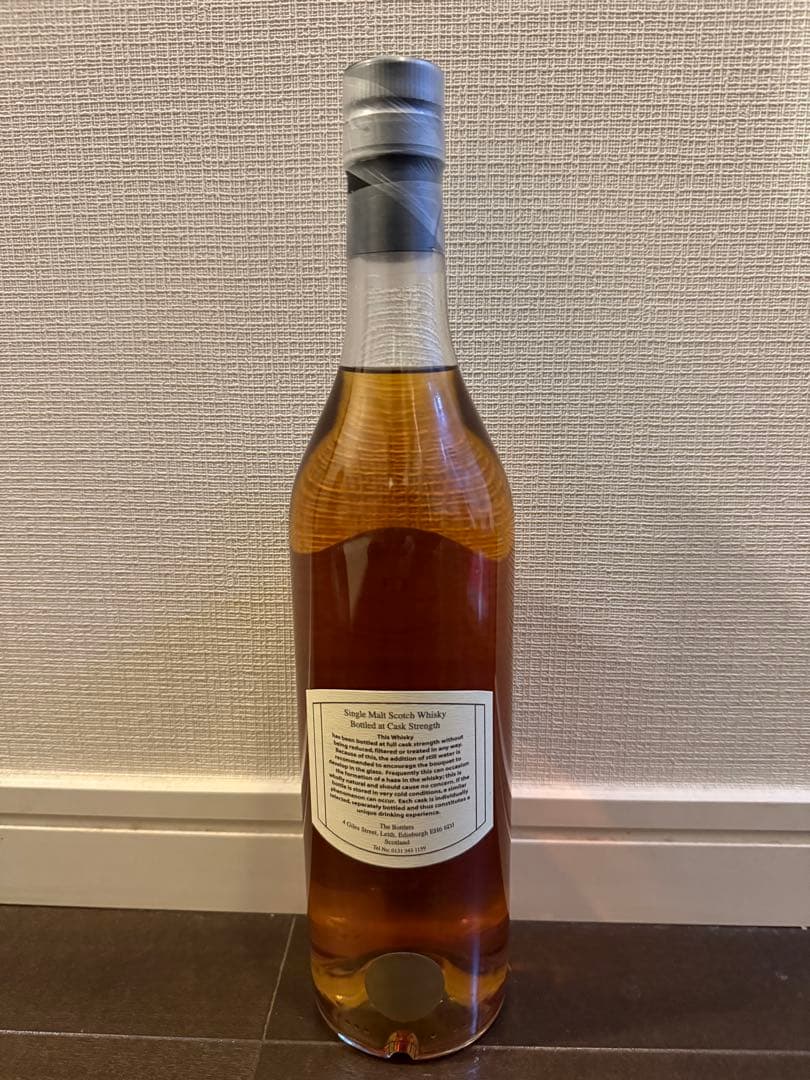 Single Malt Scotch Whisky
Bottled at Cask Strength
This Whisky
has been bottled at full cask strength without
being reduced, filtered or treated in any way.
Because of this, the addition of still water is
recommended to encourage the bouquet to
develop in the glass. Frequently this can occasion
the formation of a haze in the whisky; this is
wholly natural and should cause no concern. If the
bottle is stored in very cold conditions, a similar
phenomenon can occur. Each cask is individually
selected, separately bottled and thus constitutes a
unique drinking experience.
The Bottlers
4 Giles Street, Leith, Edinburgh EH6 6DJ
Scotland
Tel No: 0131 343 1159